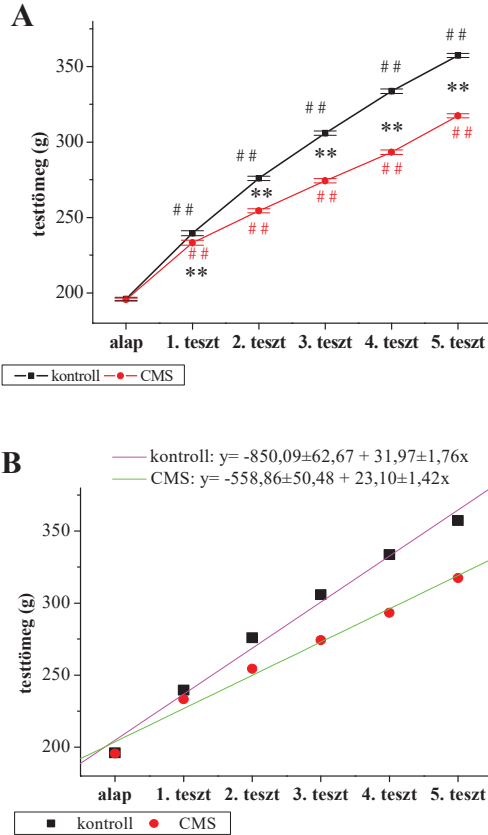 A
350
300
250
200
testtömeg (g)
##
##
##
##
##
**
**
**
**
**
##
##
##
##
##
alap 1. teszt 2. teszt 3. teszt 4. teszt 5. teszt
kontroll CMS
B
kontroll: y= -850,09±62,67 + 31,97±1,76x
CMS: y= -558,86±50,48 + 23,10±1,42x
350
300
250
200
testtömeg (g)
alap 1. teszt 2. teszt 3. teszt 4. teszt 5. teszt
kontroll CMS